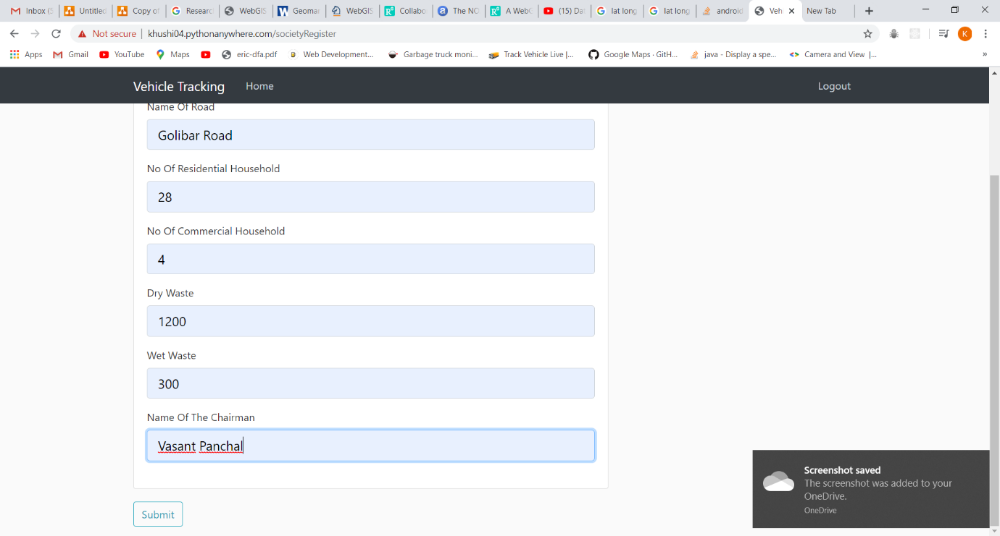 Inbox (5 Untitled Copy of Researc WebGIS Geomar WebGIS Collabo The NO A WebG (15) Dat lat long lat long android Veh New Tab
Not secure khushi04.pythonanywhere.com/societyRegister K
Apps Gmail YouTube Maps eric-dfa.pdf Web Development... Garbage truck moni... Track Vehicle Live |... Google Maps · GitH... java - Display a spe... Camera and View |... »
Vehicle Tracking Home Logout
Name Of Road
Golibar Road
No Of Residential Household
28
No Of Commercial Household
4
Dry Waste
1200
Wet Waste
300
Name Of The Chairman
Vasant Panchal
Submit
Screenshot saved
The screenshot was added to your
OneDrive.
OneDrive